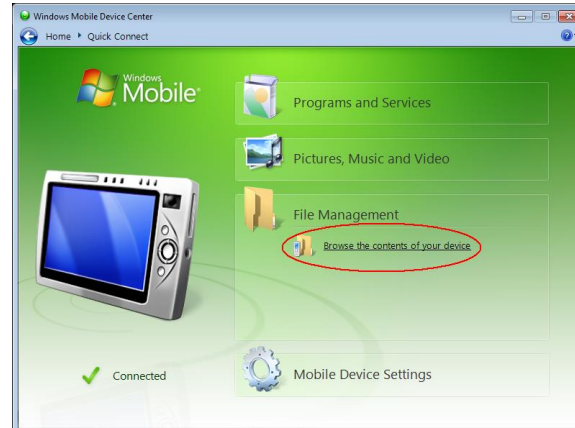 Windows Mobile Device Center
Home Quick Connect
Windows
Mobile
Programs and Services
Pictures, Music and Video
File Management
Browse the contents of your device
Connected
Mobile Device Settings